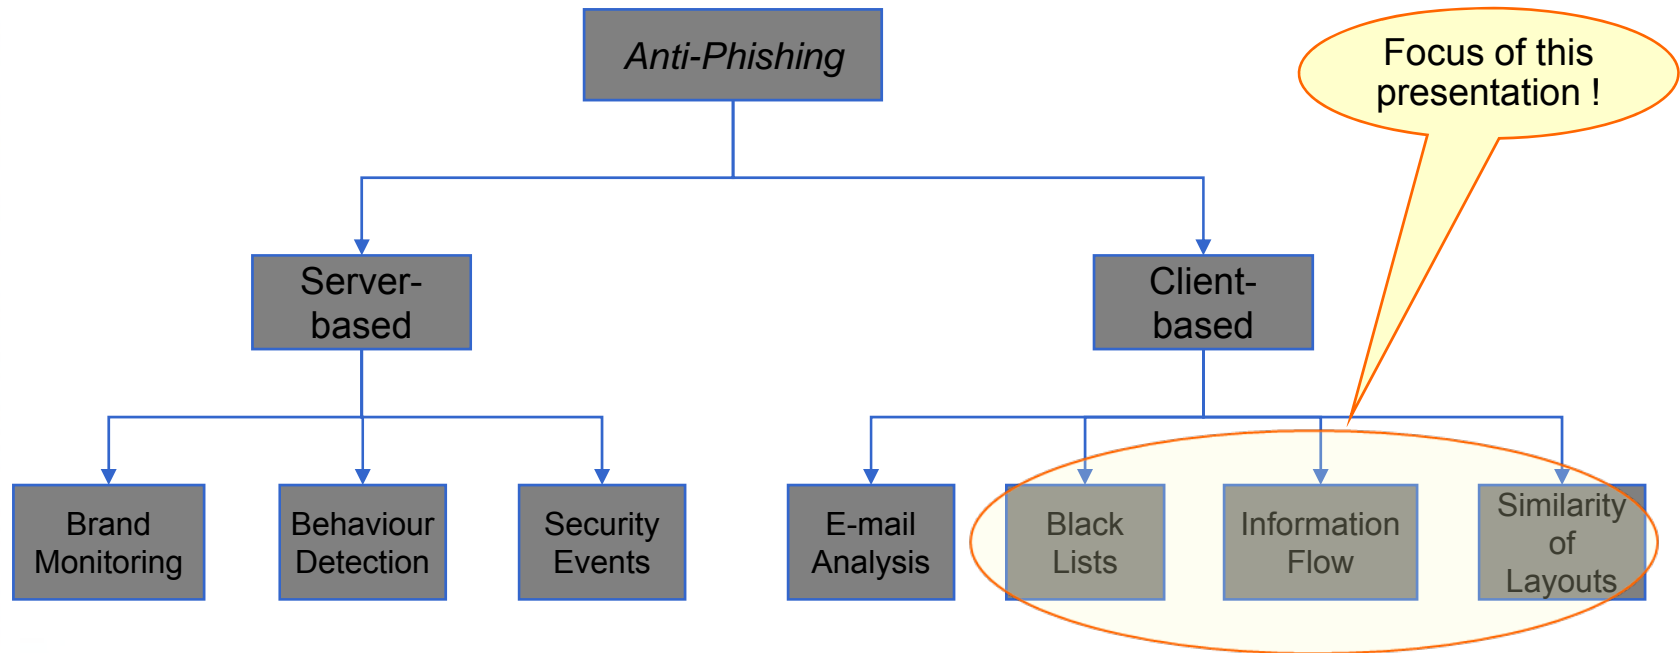 Anti-Phishing
Focus of this
presentation !
Server-
based
Client-
based
Brand
Monitoring
Behaviour
Detection
Security
Events
E-mail
Analysis
Black
Lists
Information
Flow
Similarity
of
Layouts